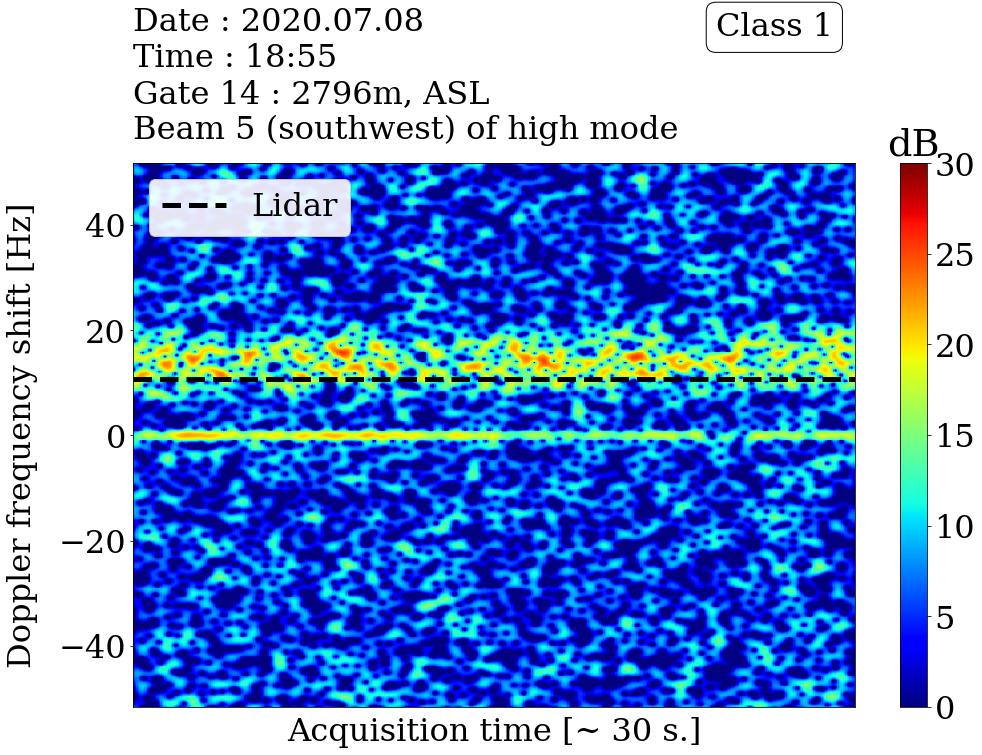 Date : 2020.07.08
Time : 18:55
Gate 14 : 2796m, ASL
Beam 5 (southwest) of high mode
Class 1
dB
Lidar
Doppler frequency shift [Hz]
40
20
0
−20
−40
Acquisition time [~ 30 s.]
30
25
20
15
10
5
0